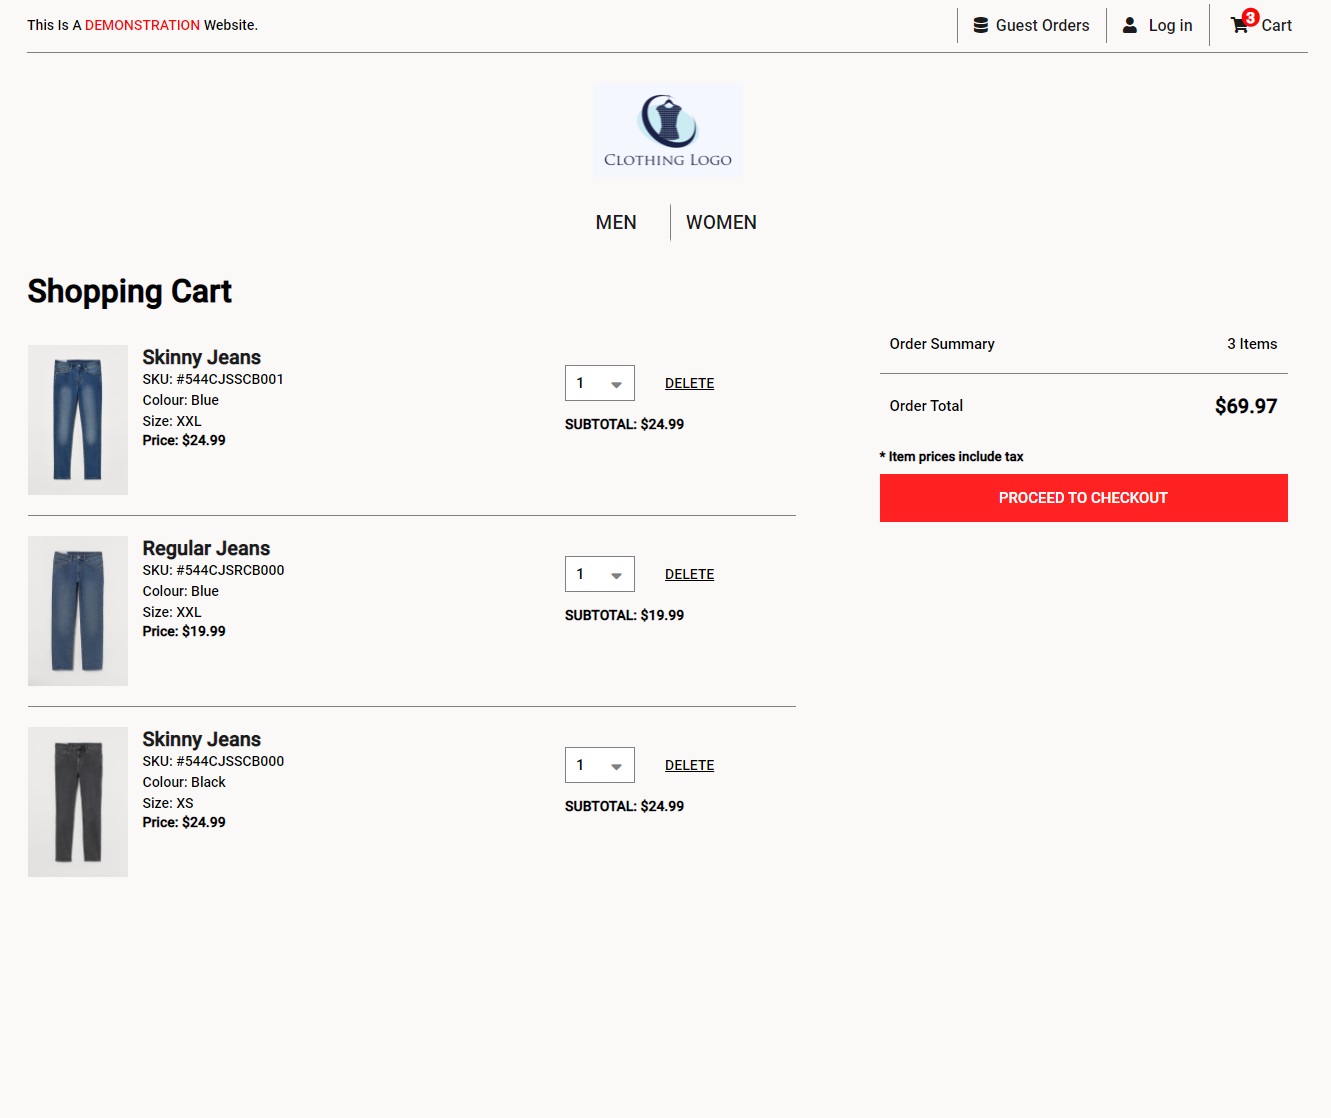 This Is A DEMONSTRATION Website.
Guest Orders
Log in
3
Cart
CLOTHING LOGO
MEN
WOMEN
Shopping Cart
Skinny Jeans
SKU: #544CJSSCB001
Colour: Blue
Size: XXL
Price: $24.99
1
DELETE
SUBTOTAL: $24.99
Regular Jeans
SKU: #544CJSRCB000
Colour: Blue
Size: XXL
Price: $19.99
1
DELETE
SUBTOTAL: $19.99
Skinny Jeans
SKU: #544CJSSCB000
Colour: Black
Size: XS
Price: $24.99
1
DELETE
SUBTOTAL: $24.99
Order Summary
3 Items
Order Total
$69.97
* Item prices include tax
PROCEED TO CHECKOUT